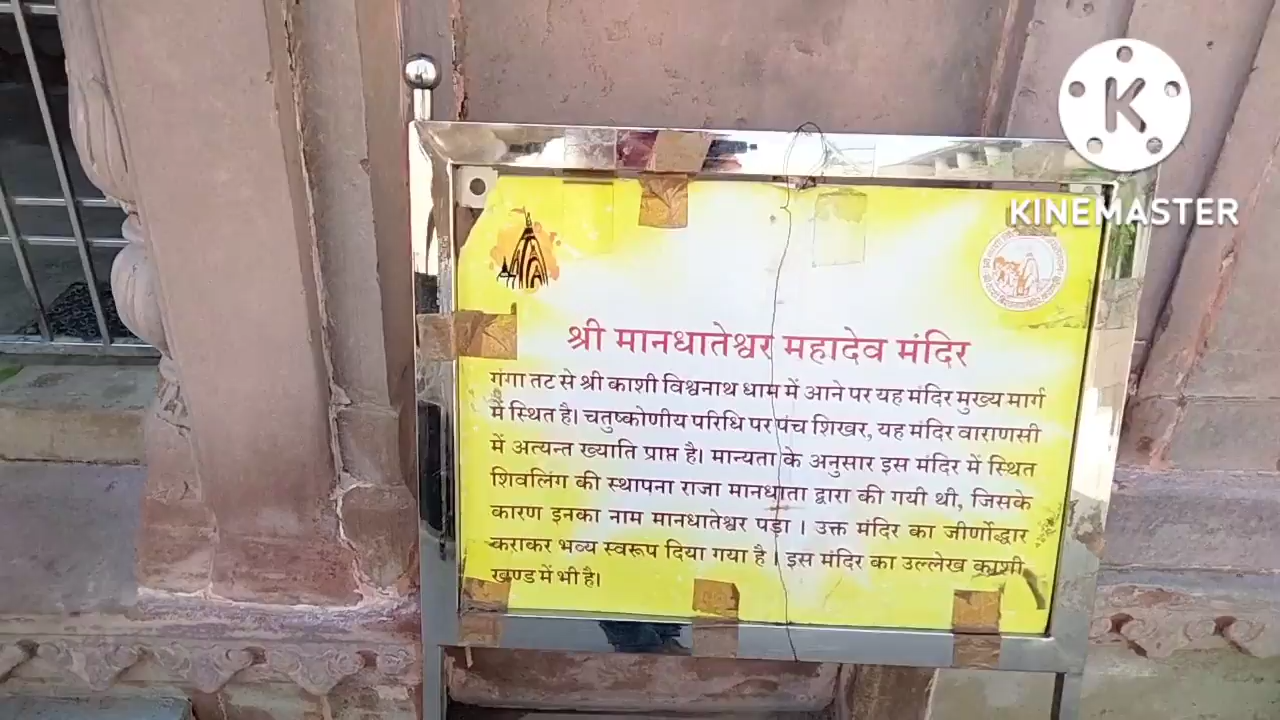 K
KINEMASTER
श्री मानधातेश्वर महादेव मंदिर
गंगा तट से श्री काशी विश्वनाथ धाम में आने पर यह मंदिर मुख्य मार्ग
में स्थित है। चतुष्कोणीय परिधि पर पंच शिखर, यह मंदिर वाराणसी
में अत्यन्त ख्याति प्राप्त है। मान्यता के अनुसार इस मंदिर में स्थित
शिवलिंग की स्थापना राजा मानधाता द्वारा की गयी थी, जिसके
कारण इनका नाम मानधातेश्वर पड़ा । उक्त मंदिर का जीर्णोद्धार
कराकर भव्य स्वरूप दिया गया है । इस मंदिर का उल्लेख काशी
खण्ड में भी है।